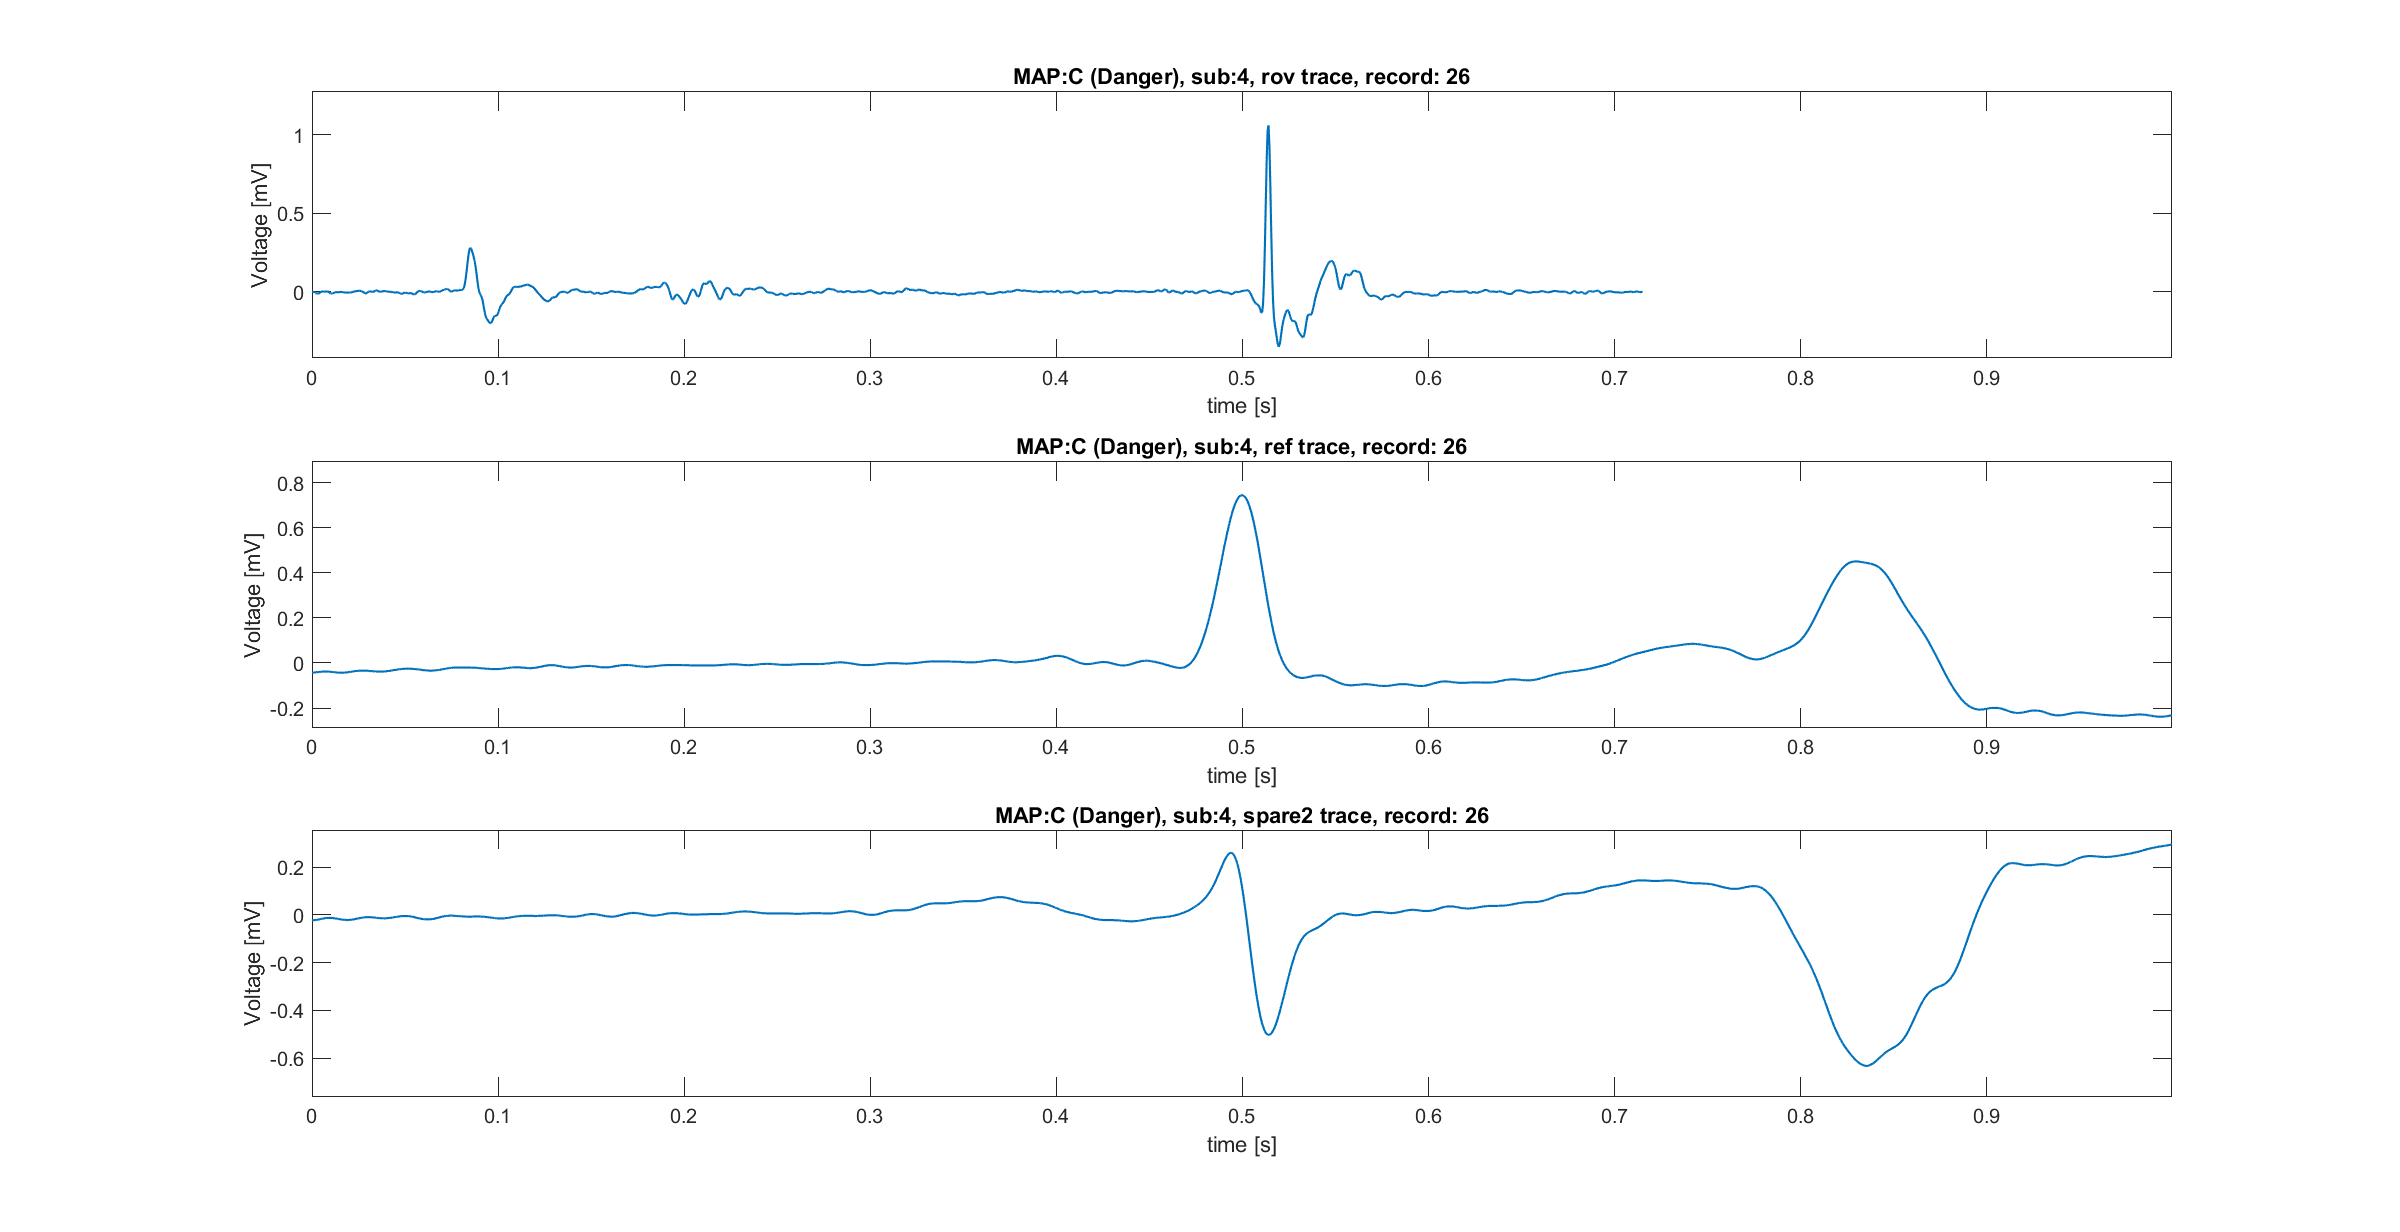 MAP:C (Danger), sub:4, rov trace, record: 26
Voltage [mV]
1
0.5
0
0 0.1 0.2 0.3 0.4 0.5 0.6 0.7 0.8 0.9
time [s]
MAP:C (Danger), sub:4, ref trace, record: 26
Voltage [mV]
0.8
0.6
0.4
0.2
0
-0.2
0 0.1 0.2 0.3 0.4 0.5 0.6 0.7 0.8 0.9
time [s]
MAP:C (Danger), sub:4, spare2 trace, record: 26
Voltage [mV]
0.2
0
-0.2
-0.4
-0.6
0 0.1 0.2 0.3 0.4 0.5 0.6 0.7 0.8 0.9
time [s]